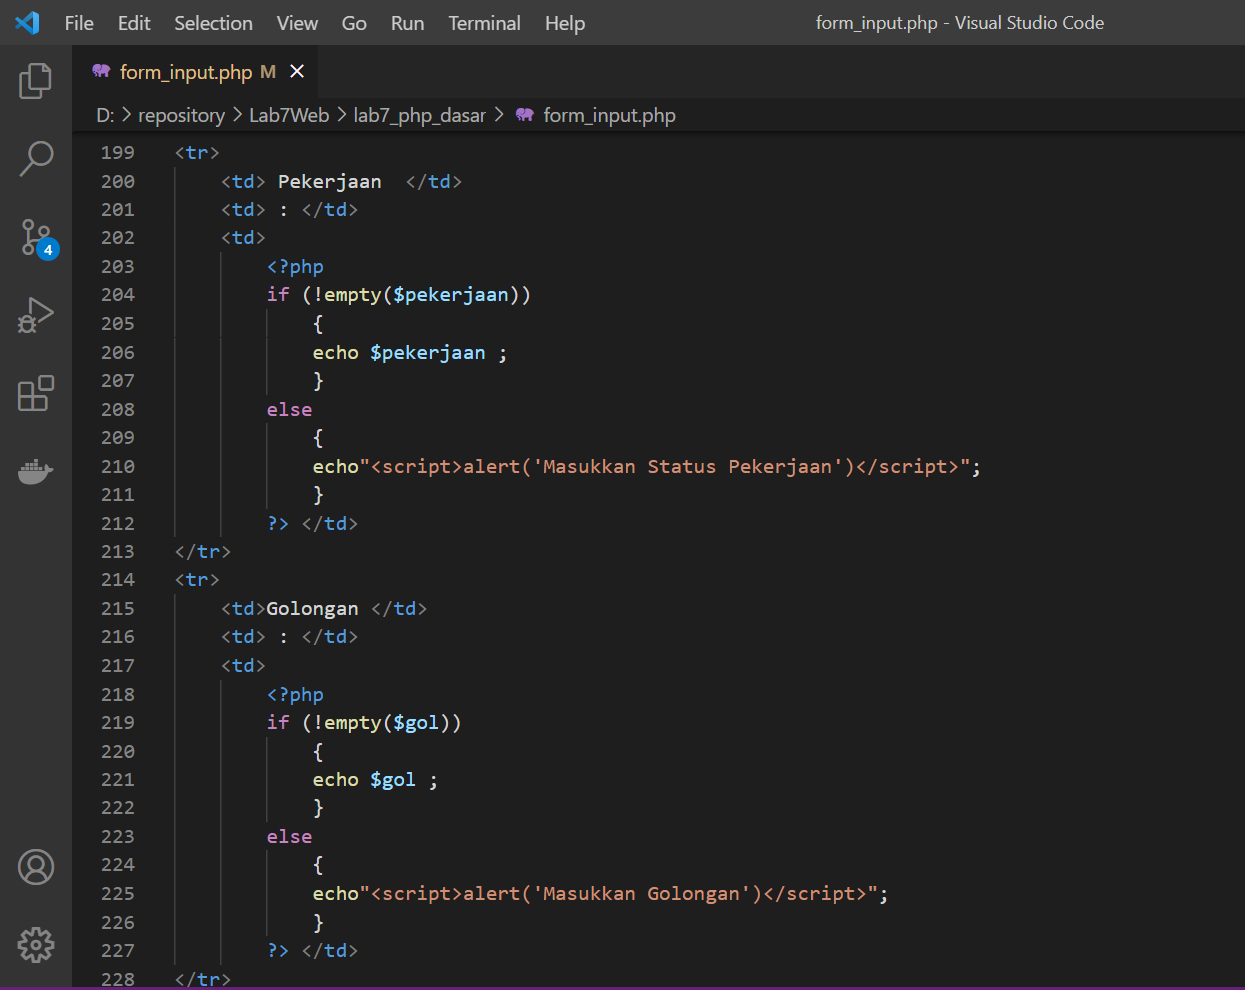 File Edit Selection View Go Run Terminal Help form_input.php - Visual Studio Code
form_input.php M
D: > repository > Lab7Web > lab7_php_dasar > form_input.php
199 <tr>
200 <td> Pekerjaan  </td>
201 <td> : </td>
202 <td>
203 <?php
204 if (!empty($pekerjaan))
205 {
206 echo $pekerjaan ;
207 }
208 else
209 {
210 echo"<script>alert('Masukkan Status Pekerjaan')</script>";
211 }
212 ?> </td>
213 </tr>
214 <tr>
215 <td>Golongan </td>
216 <td> : </td>
217 <td>
218 <?php
219 if (!empty($gol))
220 {
221 echo $gol ;
222 }
223 else
224 {
225 echo"<script>alert('Masukkan Golongan')</script>";
226 }
227 ?> </td>
228 </tr>
4